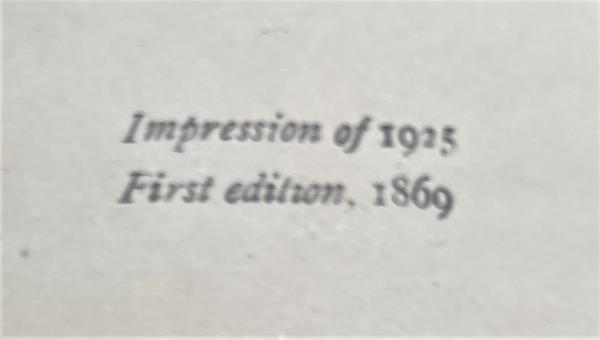 Impression of 1925
First edition, 1869